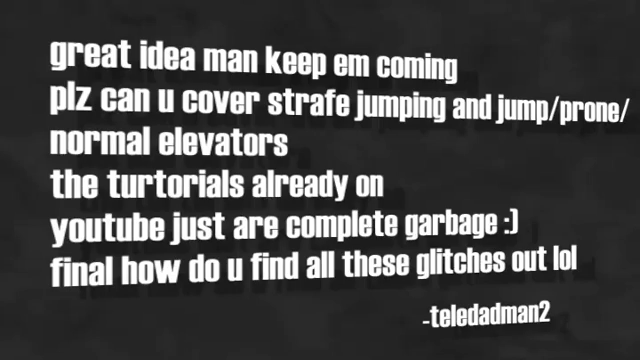 great idea man keep em coming
plz can u cover strafe jumping and jump/prone/
normal elevators
the turtorials already on
youtube just are complete garbage :)
final how do u find all these glitches out lol
-teledadman2